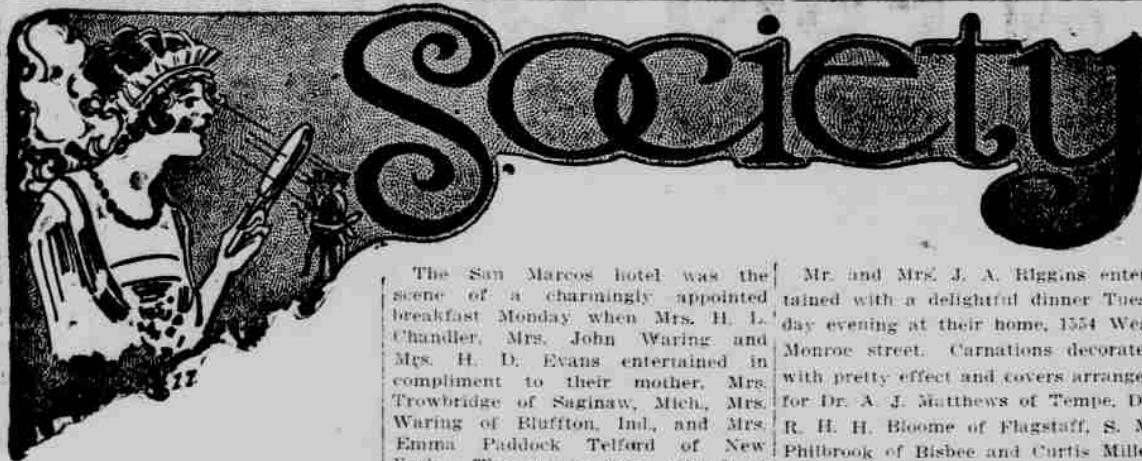 Society
The San Marcos hotel was the
scene of a charmingly appointed
breakfast Monday when Mrs. H. L.
Chandler, Mrs. John Waring and
Mrs. H. D. Evans entertained in
compliment to their mother, Mrs.
Trowbridge of Saginaw, Mich., Mrs.
Waring of Bluffton, Ind., and Mrs.
Emma Paddock Telford of New
Mr. and Mrs. J. A. Riggins enter
tained with a delightful dinner Tues
day evening at their home, 1554 We
Monroe street. Carnations decorate
with pretty effect and covers arrange
for Dr. A. J. Matthews of Tempe, D
R. H. H. Bloome of Flagstaff, S. M
Philbrook of Bisbee and Curtis Mill